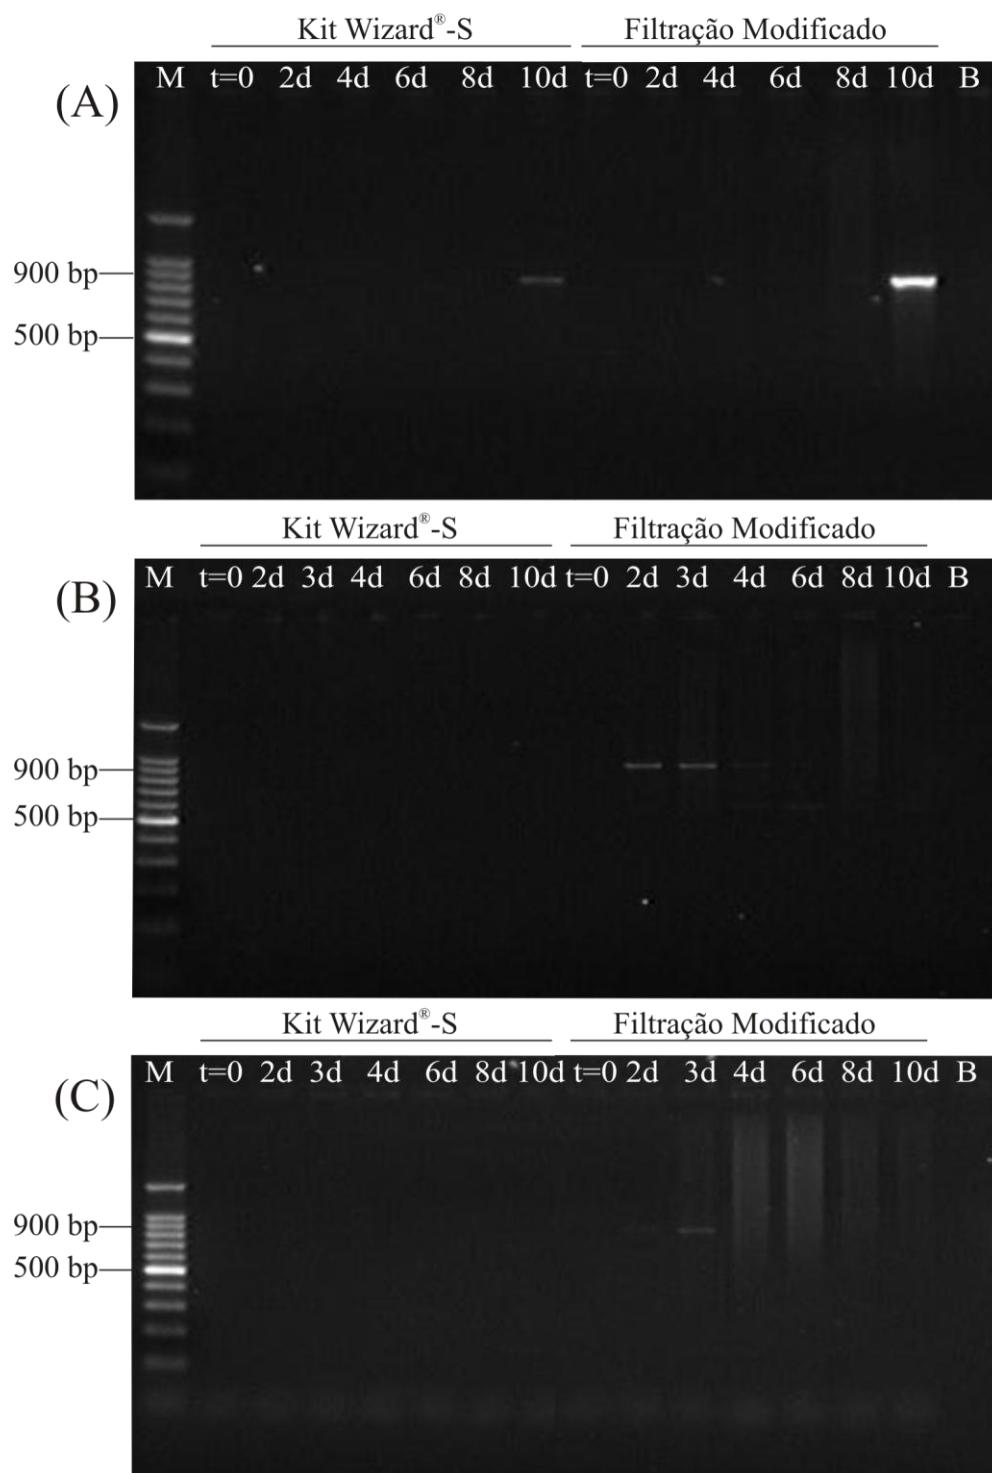 Kit Wizard®-S Filtração Modificado
(A) M t=0 2d 4d 6d 8d 10d t=0 2d 4d 6d 8d 10d B
900 bp
500 bp
Kit Wizard®-S Filtração Modificado
(B) M t=0 2d 3d 4d 6d 8d 10d t=0 2d 3d 4d 6d 8d 10d B
900 bp
500 bp
Kit Wizard®-S Filtração Modificado
(C) M t=0 2d 3d 4d 6d 8d 10d t=0 2d 3d 4d 6d 8d 10d B
900 bp
500 bp